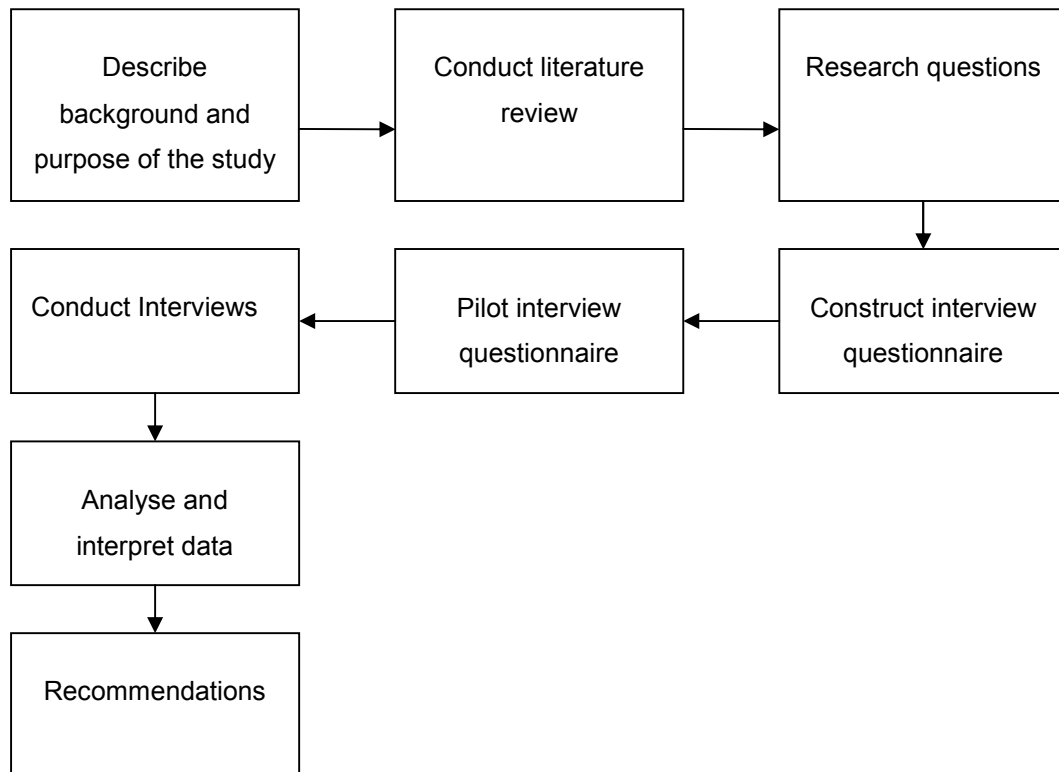 Describe
background and
purpose of the study
Conduct literature
review
Research questions
Construct interview
questionnaire
Pilot interview
questionnaire
Conduct Interviews
Analyse and
interpret data
Recommendations